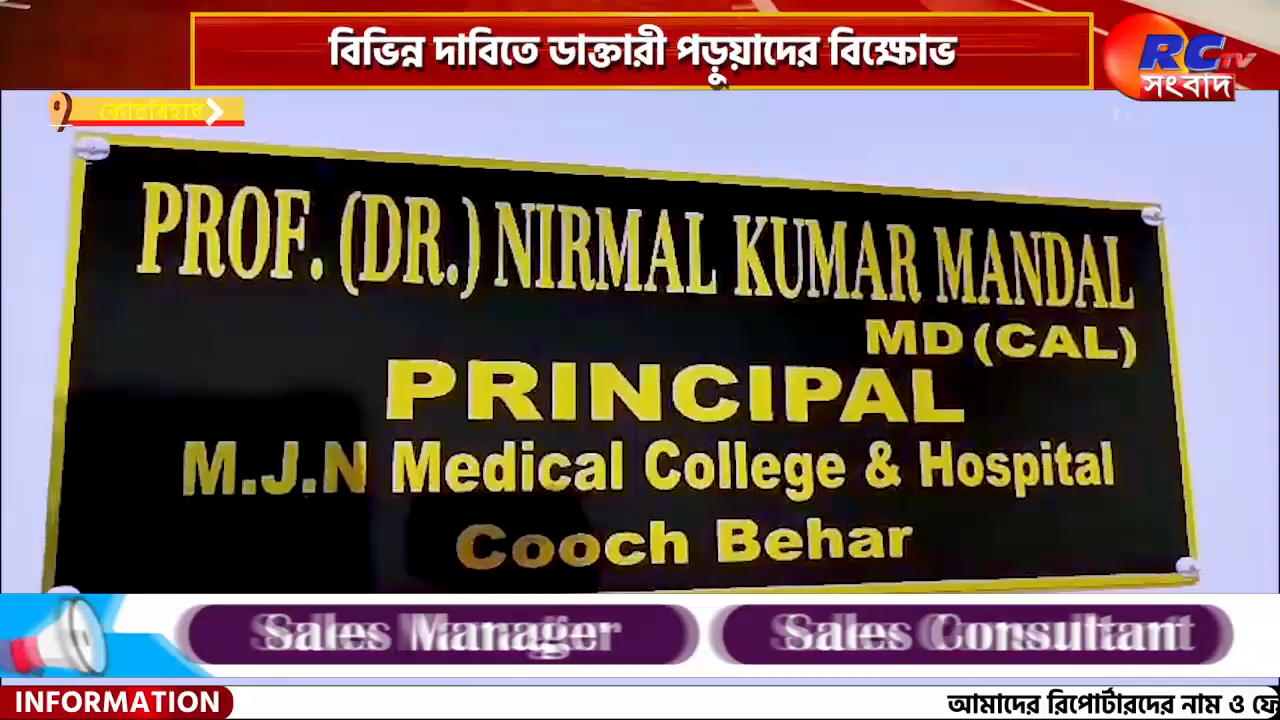 বিভিন্ন দাবিতে ডাক্তারী পড়ুয়াদের বিক্ষোভ
RC TV
সংবাদ
PROF. (DR.) NIRMAL KUMAR MANDAL
MD (CAL)
PRINCIPAL
M.J.N Medical College & Hospital
Cooch Behar
Sales Manager
Sales Consultant
INFORMATION
আমাদের রিপোর্টারদের নাম ও